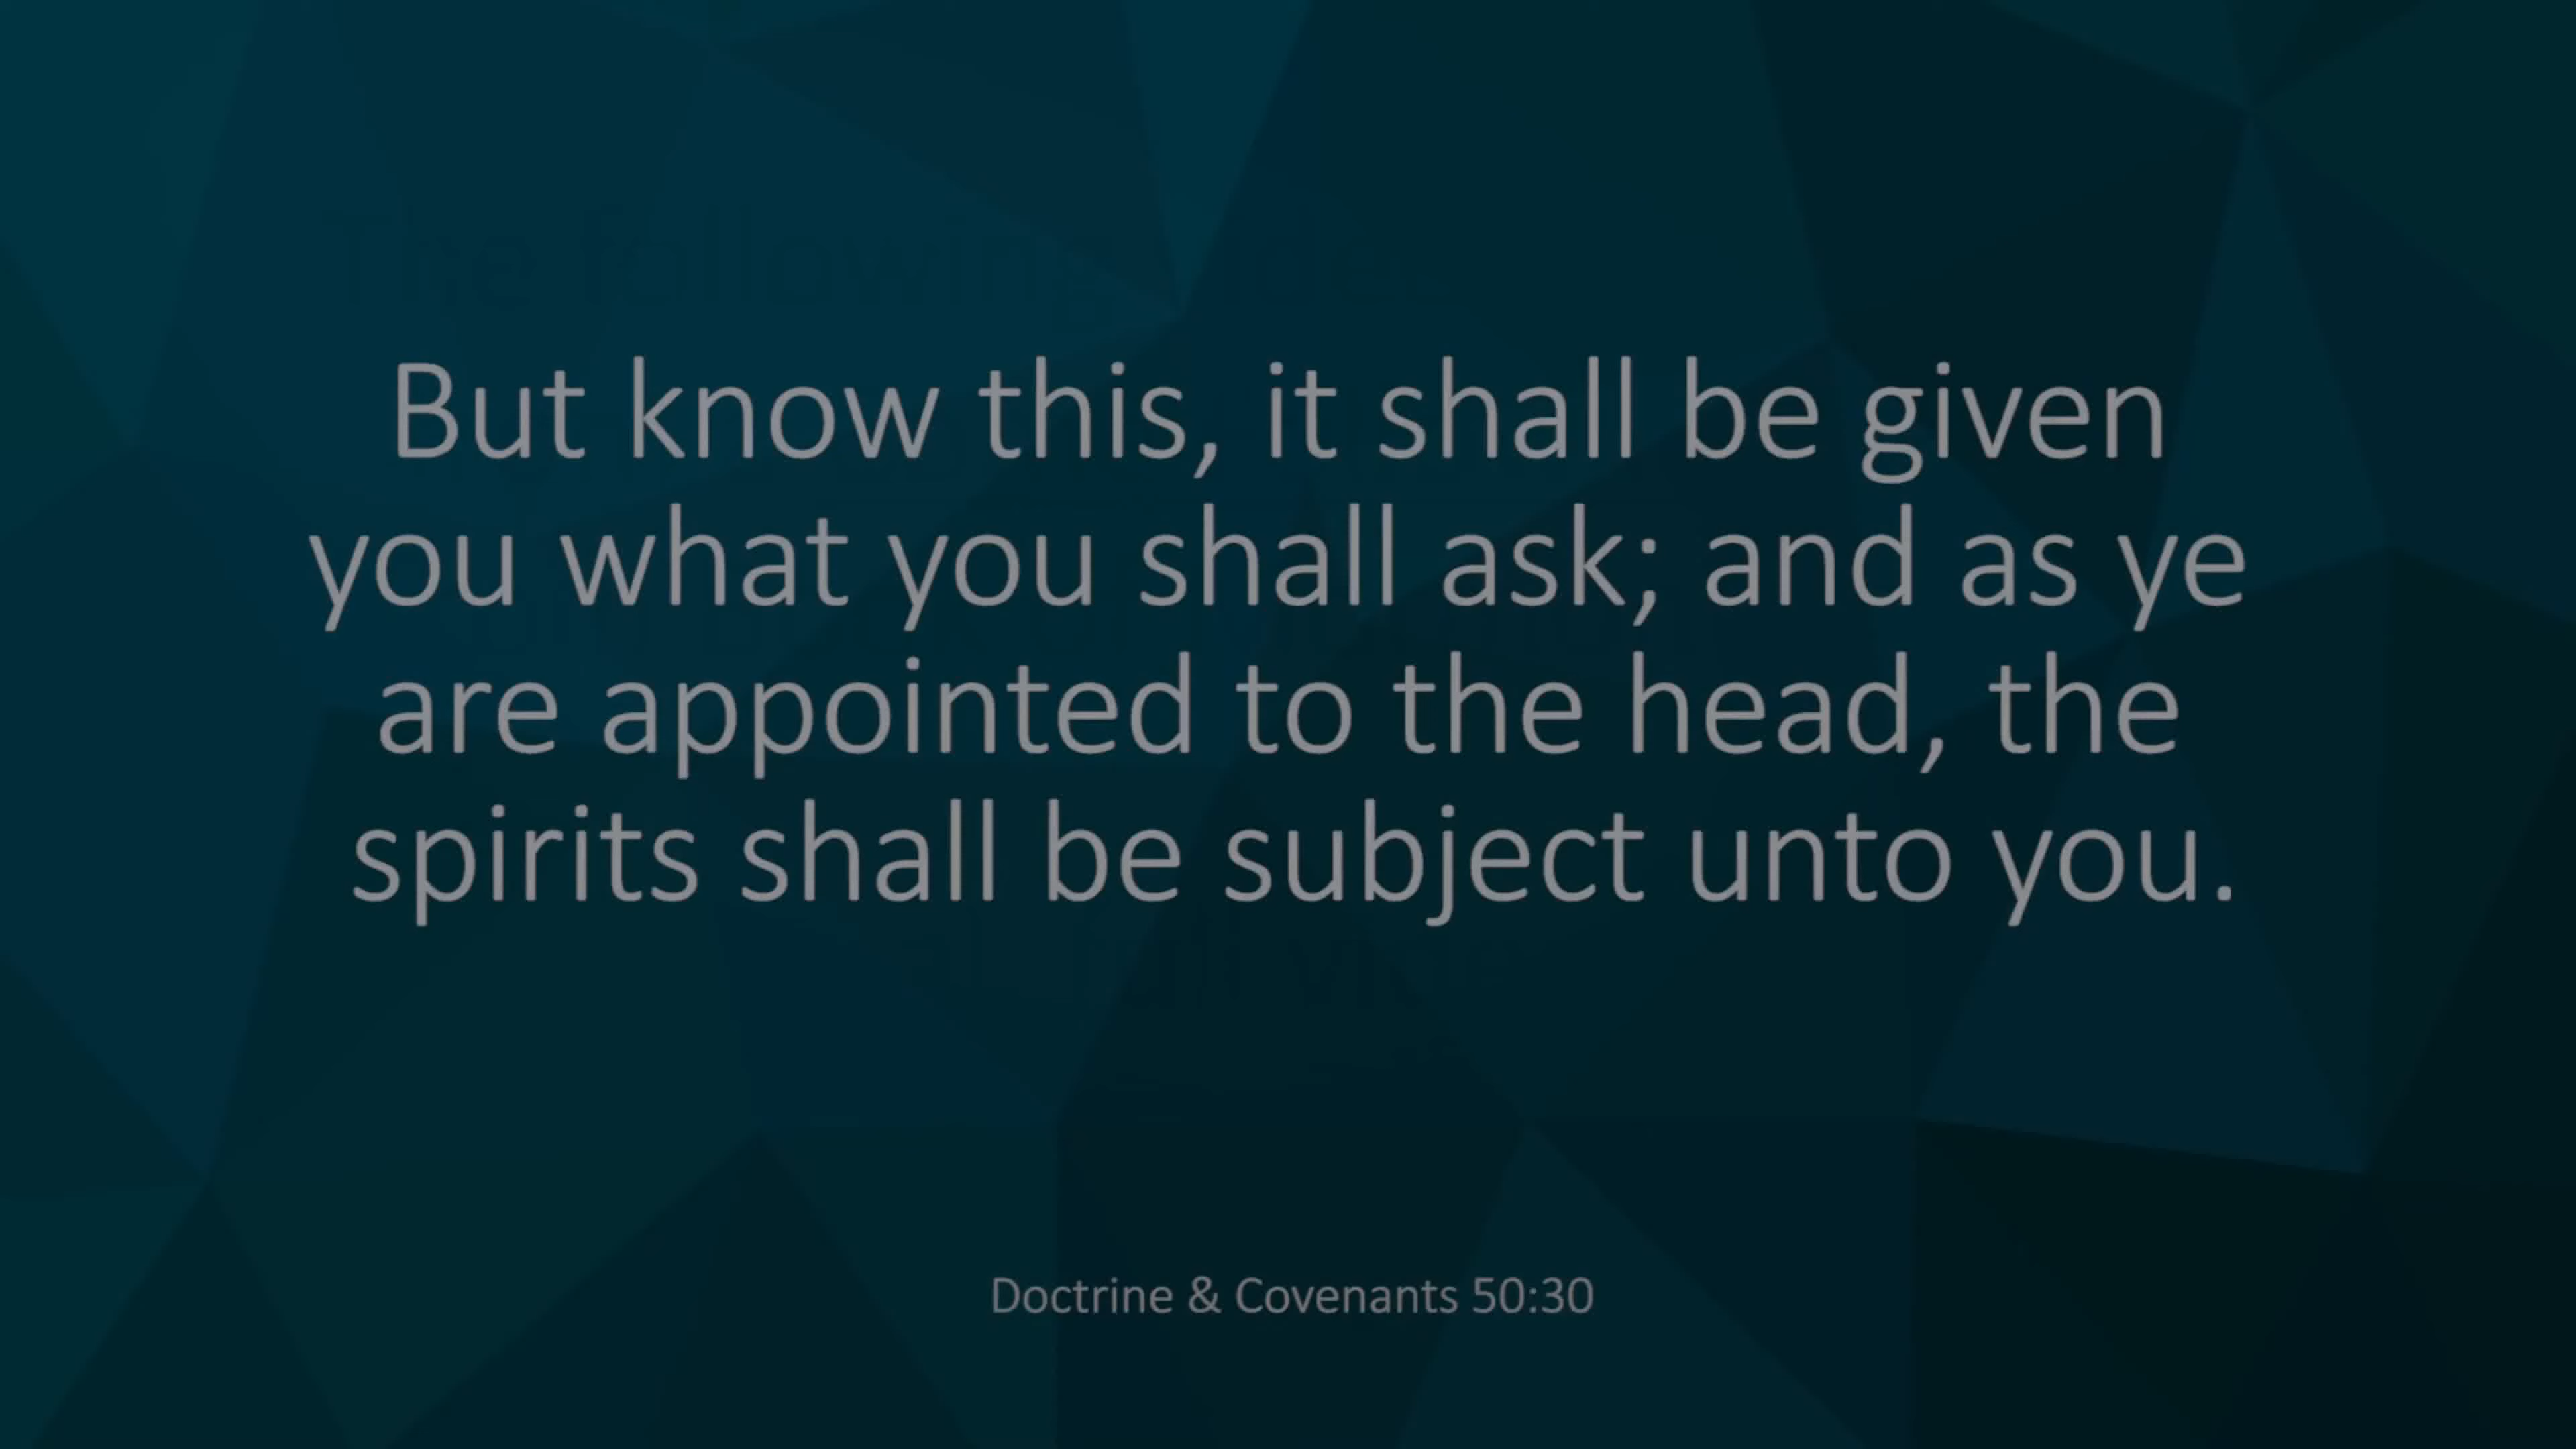 But know this, it shall be given
you what you shall ask; and as ye
are appointed to the head, the
spirits shall be subject unto you.
Doctrine & Covenants 50:30